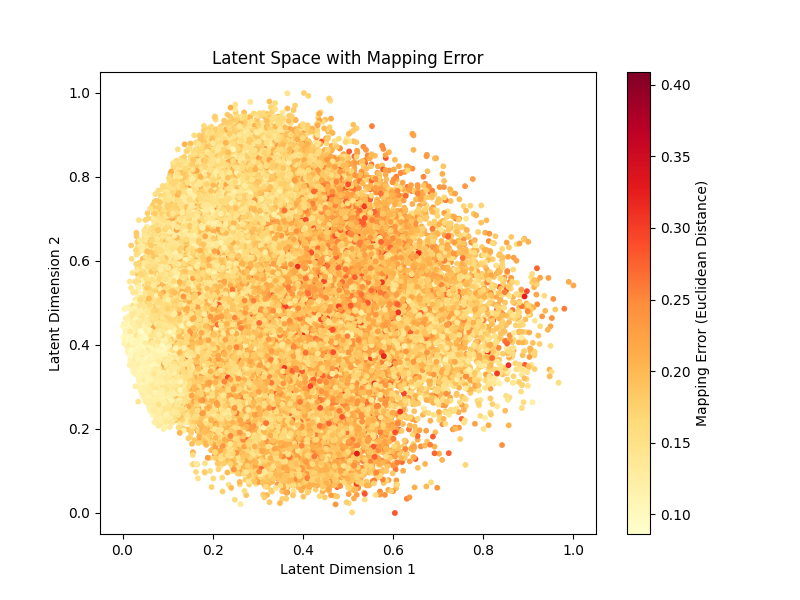 Latent Space with Mapping Error
Latent Dimension 2
1.0
0.8
0.6
0.4
0.2
0.0
0.0 0.2 0.4 0.6 0.8 1.0
Latent Dimension 1
0.40
0.35
0.30
0.25
0.20
0.15
0.10
Mapping Error (Euclidean Distance)